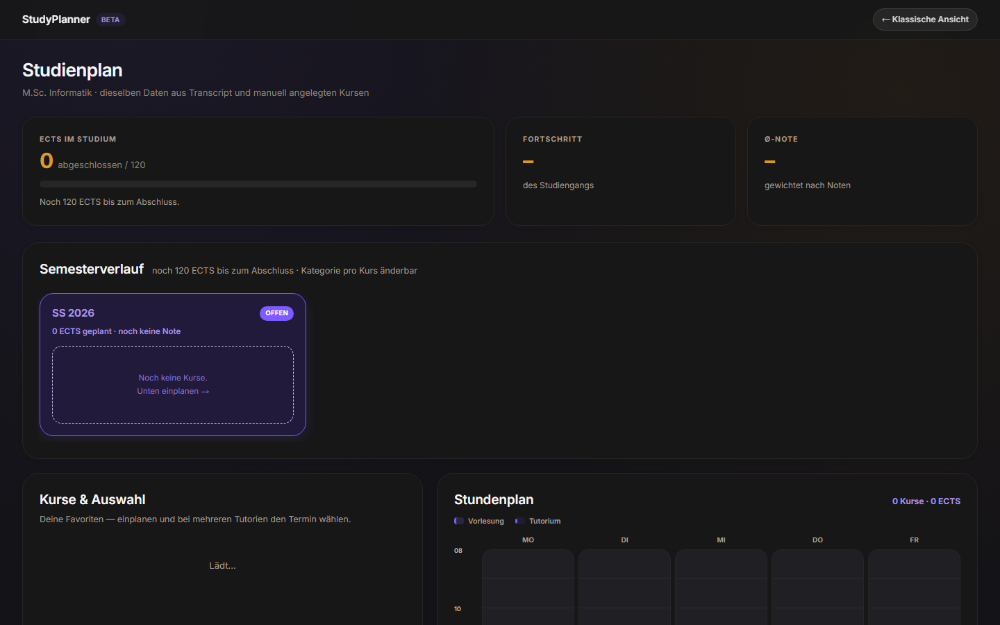 StudyPlanner BETA
← Klassische Ansicht
Studienplan
M.Sc. Informatik · dieselben Daten aus Transcript und manuell angelegten Kursen
ECTS IM STUDIUM
0 abgeschlossen / 120
Noch 120 ECTS bis zum Abschluss.
FORTSCHRITT
–
des Studiengangs
Ø-NOTE
–
gewichtet nach Noten
Semesterverlauf noch 120 ECTS bis zum Abschluss · Kategorie pro Kurs änderbar
SS 2026 OFFEN
0 ECTS geplant · noch keine Note
Noch keine Kurse.
Unten einplanen →
Kurse & Auswahl
Deine Favoriten — einplanen und bei mehreren Tutorien den Termin wählen.
Lädt...
Stundenplan
0 Kurse · 0 ECTS
Vorlesung Tutorium
MO DI MI DO FR
08
10